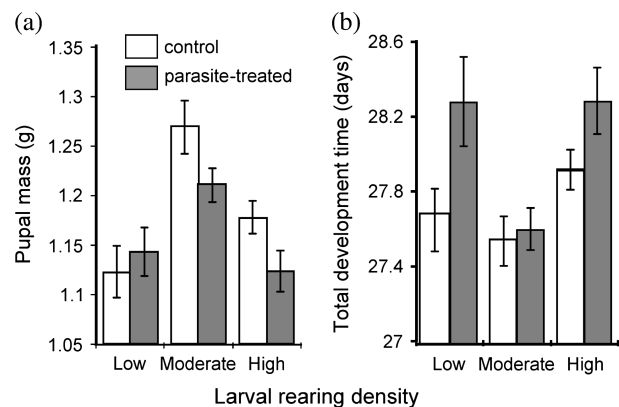 (a)
(b)
1.35
1.3
1.25
1.2
1.15
1.1
1.05
Pupal mass (g)
control
parasite-treated
Low Moderate High
28.6
28.2
27.8
27.4
27
Total development time (days)
Low Moderate High
Larval rearing density